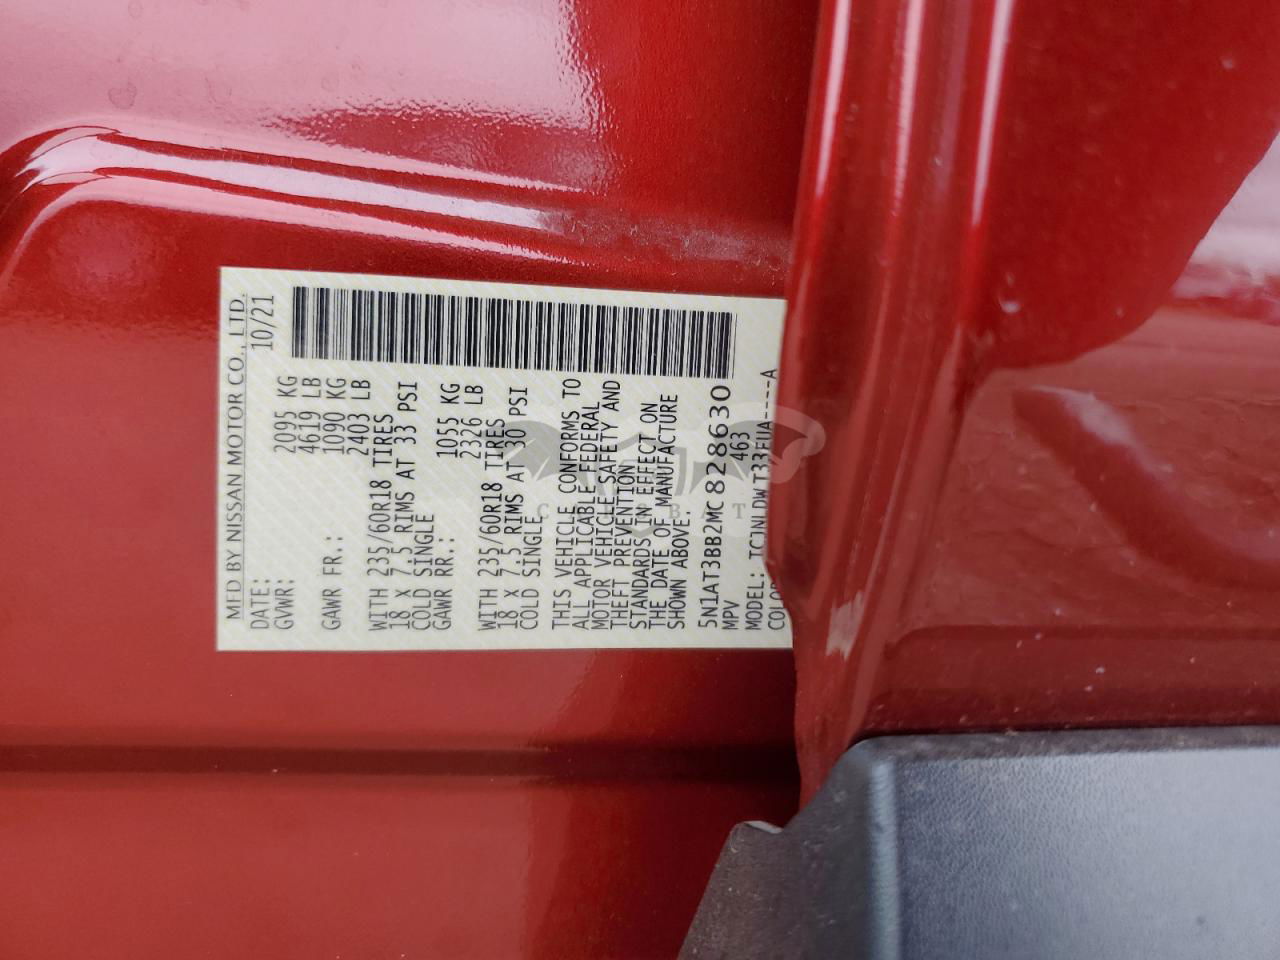 MFD BY NISSAN MOTOR CO., LTD.
DATE: 10/21
GVWR: 2095 KG
4619 LB
GAWR FR.: 1090 KG
2403 LB
WITH 235/60R18 TIRES
18 X 7.5 RIMS AT 33 PSI
COLD SINGLE
GAWR RR.: 1055 KG
2326 LB
WITH 235/60R18 TIRES
18 X 7.5 RIMS AT 30 PSI
COLD SINGLE
THIS VEHICLE CONFORMS TO
ALL APPLICABLE FEDERAL
MOTOR VEHICLE SAFETY AND
THEFT PREVENTION
STANDARDS IN EFFECT ON
THE DATE OF MANUFACTURE
SHOWN ABOVE.
5N1AT3BB2MC828630
MPV 463
MODEL: